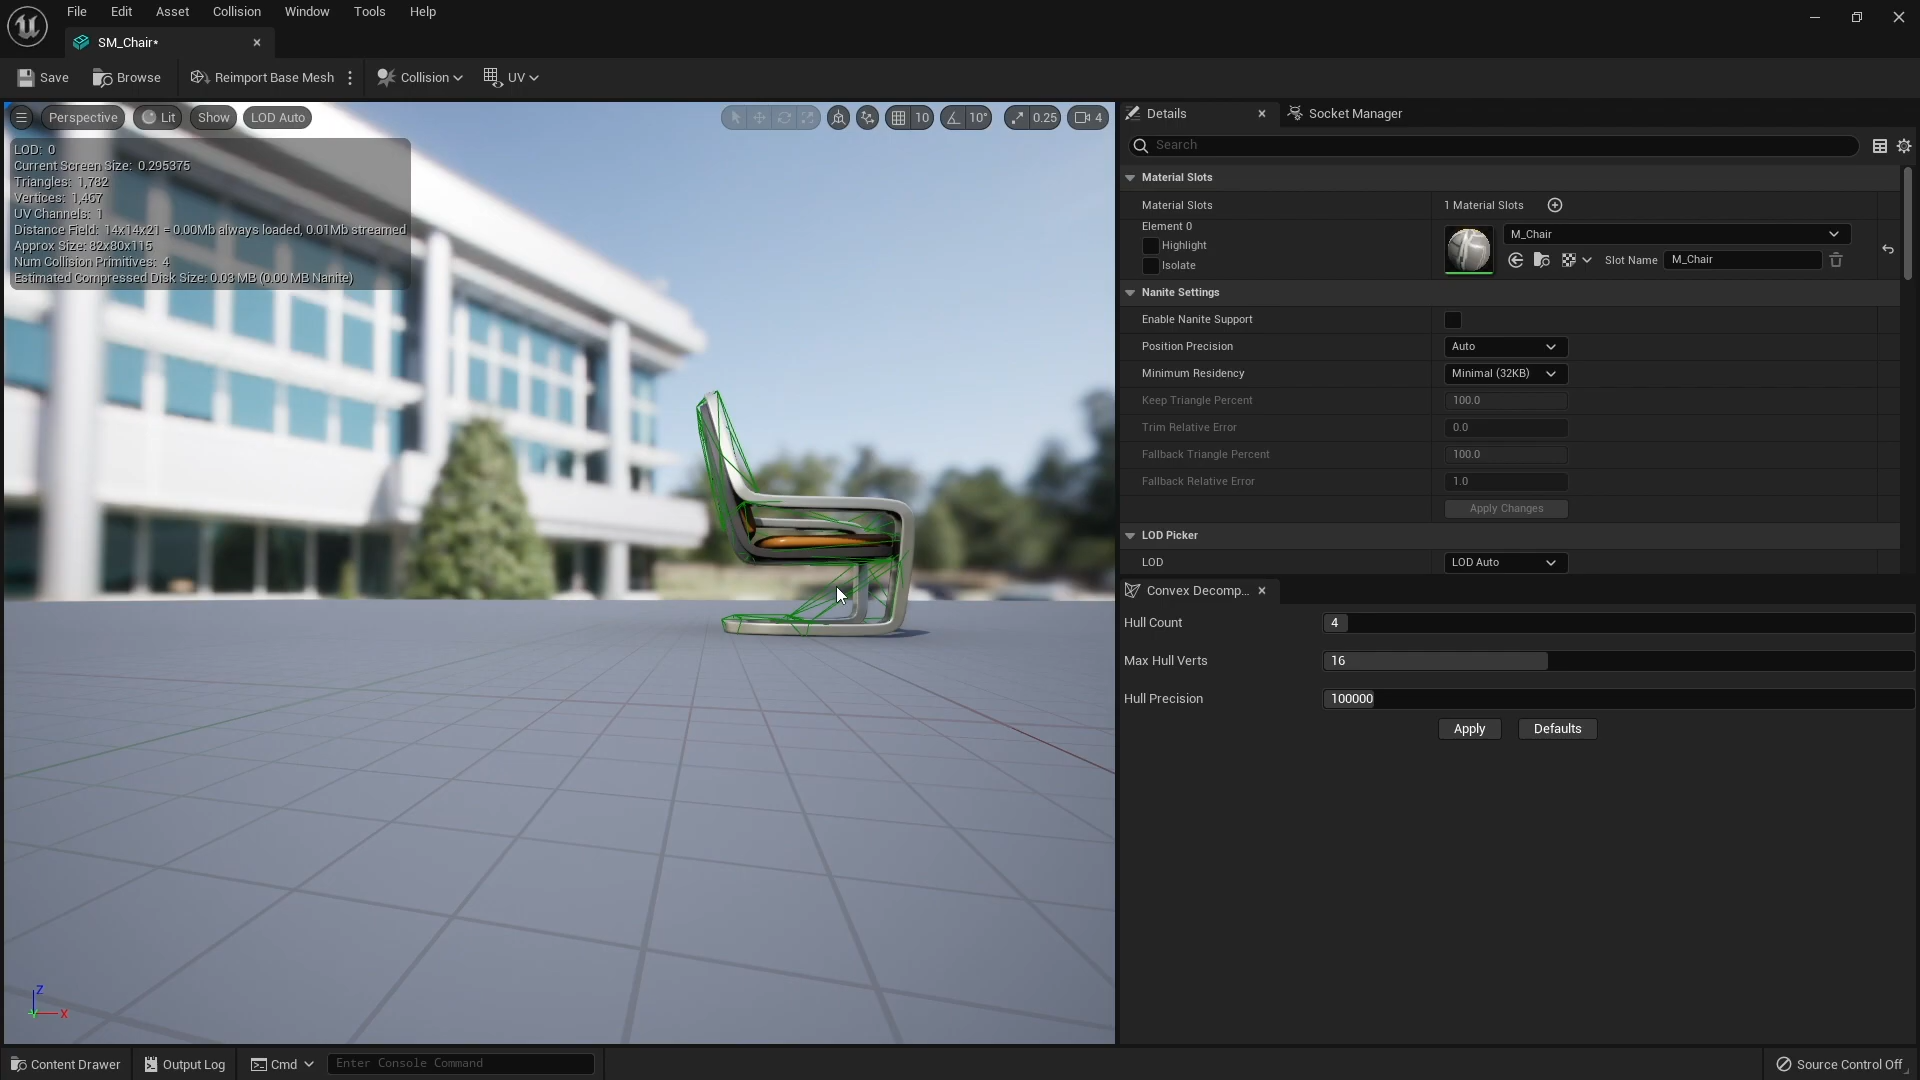 File Edit Asset Collision Window Tools Help
SM_Chair*
Save Browse Reimport Base Mesh Collision UV
Perspective Lit Show LOD Auto 10 10° 0.25 4
LOD: 0
Current Screen Size: 0.295375
Triangles: 1,782
Vertices: 1,467
UV Channels: 1
Distance Field: 14x14x21 = 0.00Mb always loaded, 0.01Mb streamed
Approx Size: 82x80x115
Num Collision Primitives: 4
Estimated Compressed Disk Size: 0.03 MB (0.00 MB Nanite)
Z
X
Details Socket Manager
Search
Material Slots
Material Slots 1 Material Slots
Element 0
Highlight
Isolate
M_Chair
Slot Name M_Chair
Nanite Settings
Enable Nanite Support
Position Precision Auto
Minimum Residency Minimal (32KB)
Keep Triangle Percent 100.0
Trim Relative Error 0.0
Fallback Triangle Percent 100.0
Fallback Relative Error 1.0
Apply Changes
LOD Picker
LOD LOD Auto
Convex Decomp...
Hull Count 4
Max Hull Verts 16
Hull Precision 100000
Apply Defaults
Content Drawer Output Log Cmd Enter Console Command Source Control Off